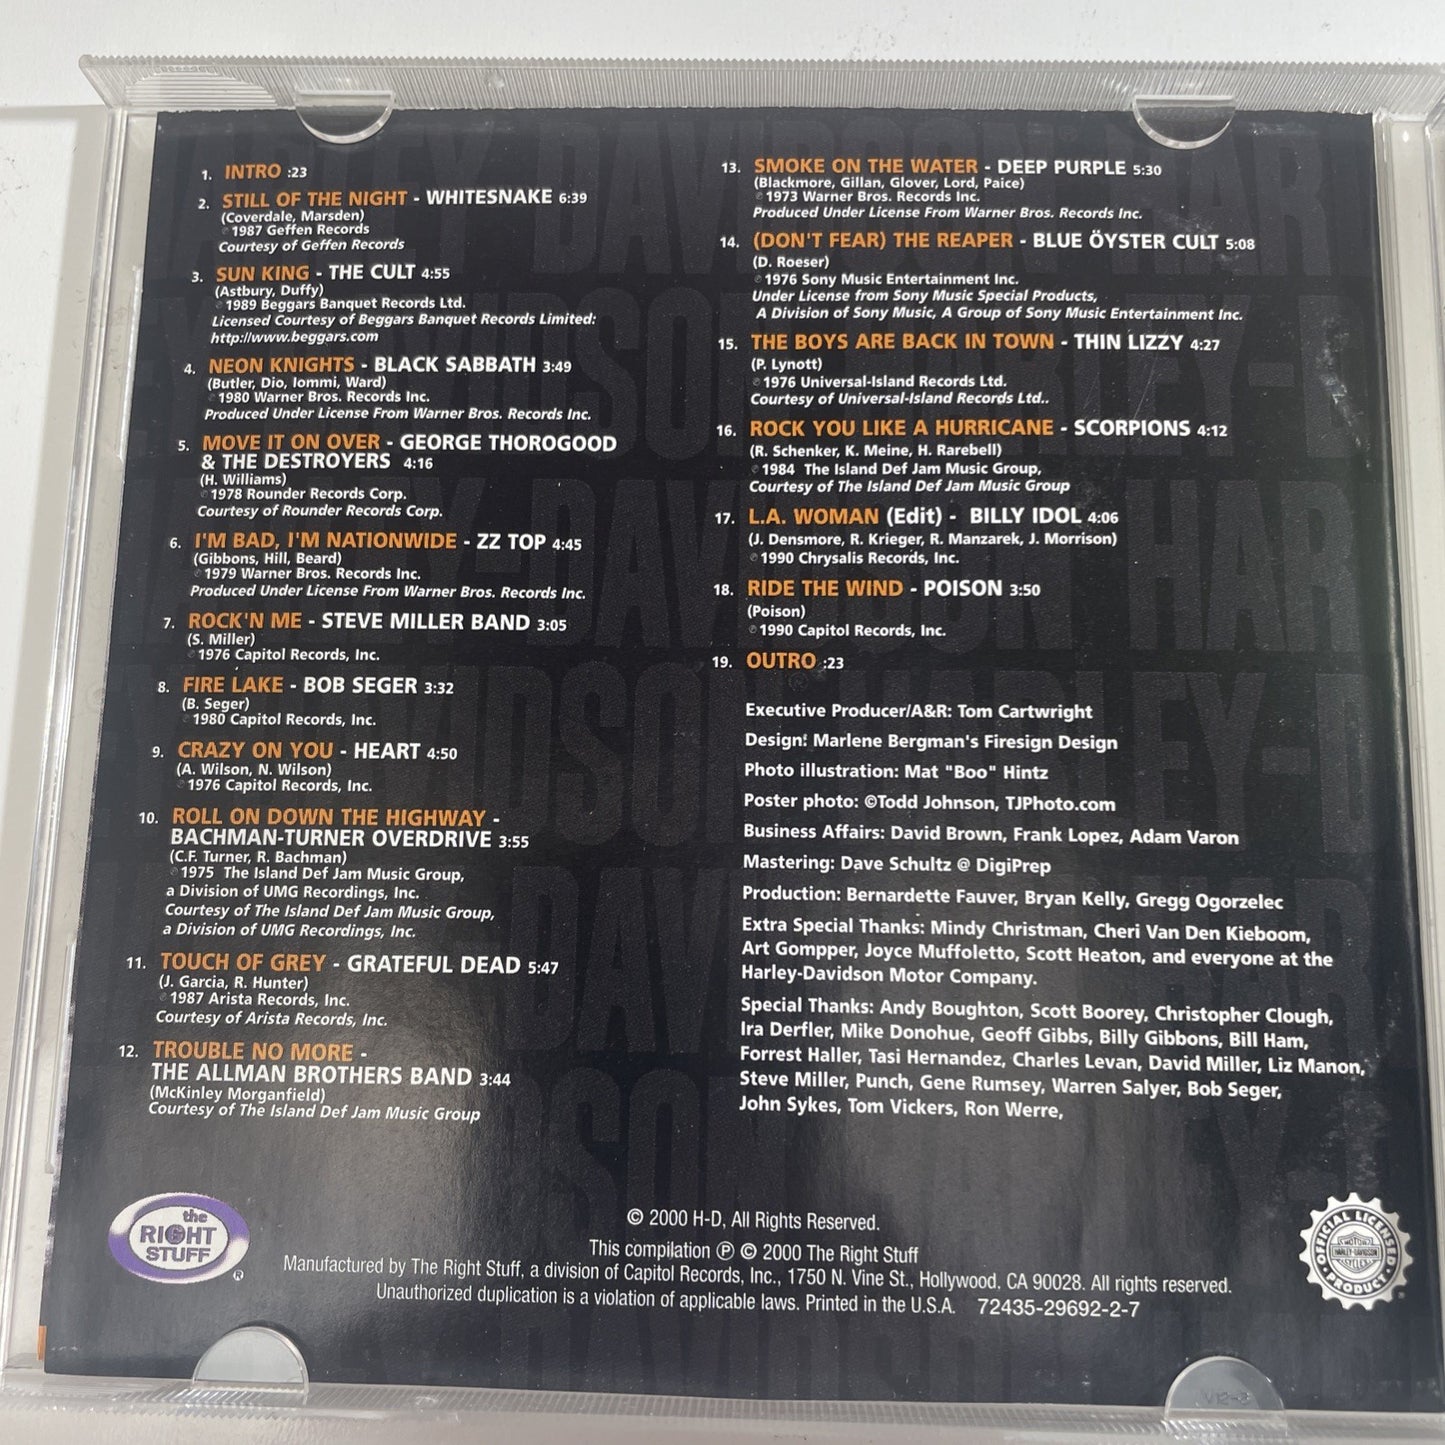 1. INTRO :23
2. STILL OF THE NIGHT - WHITESNAKE 6:39
(Coverdale, Marsden)
℗ 1987 Geffen Records
Courtesy of Geffen Records
3. SUN KING - THE CULT 4:55
(Astbury, Duffy)
℗ 1989 Beggars Banquet Records Ltd.
Licensed Courtesy of Beggars Banquet Records Limited:
http://www.beggars.com
4. NEON KNIGHTS - BLACK SABBATH 3:49
(Butler, Dio, Iommi, Ward)
℗ 1980 Warner Bros. Records Inc.
Produced Under License From Warner Bros. Records Inc.
5. MOVE IT ON OVER - GEORGE THOROGOOD
& THE DESTROYERS 4:16
(H. Williams)
℗ 1978 Rounder Records Corp.
Courtesy of Rounder Records Corp.
6. I'M BAD, I'M NATIONWIDE - ZZ TOP 4:45
(Gibbons, Hill, Beard)
℗ 1979 Warner Bros. Records Inc.
Produced Under License From Warner Bros. Records Inc.
7. ROCK'N ME - STEVE MILLER BAND 3:05
(S. Miller)
℗ 1976 Capitol Records, Inc.
8. FIRE LAKE - BOB SEGER 3:32
(B. Seger)
℗ 1980 Capitol Records, Inc.
9. CRAZY ON YOU - HEART 4:50
(A. Wilson, N. Wilson)
℗ 1976 Capitol Records, Inc.
10. ROLL ON DOWN THE HIGHWAY -
BACHMAN-TURNER OVERDRIVE 3:55
(C.F. Turner, R. Bachman)
℗ 1975 The Island Def Jam Music Group,
a Division of UMG Recordings, Inc.
Courtesy of The Island Def Jam Music Group,
a Division of UMG Recordings, Inc.
11. TOUCH OF GREY - GRATEFUL DEAD 5:47
(J. Garcia, R. Hunter)
℗ 1987 Arista Records, Inc.
Courtesy of Arista Records, Inc.
12. TROUBLE NO MORE -
THE ALLMAN BROTHERS BAND 3:44
(McKinley Morganfield)
Courtesy of The Island Def Jam Music Group
13. SMOKE ON THE WATER - DEEP PURPLE 5:30
(Blackmore, Gillan, Glover, Lord, Paice)
℗ 1973 Warner Bros. Records Inc.
Produced Under License From Warner Bros. Records Inc.
14. (DON'T FEAR) THE REAPER - BLUE ÖYSTER CULT 5:08
(D. Roeser)
℗ 1976 Sony Music Entertainment Inc.
Under License from Sony Music Special Products,
A Division of Sony Music, A Group of Sony Music Entertainment Inc.
15. THE BOYS ARE BACK IN TOWN - THIN LIZZY 4:27
(P. Lynott)
℗ 1976 Universal-Island Records Ltd.
Courtesy of Universal-Island Records Ltd..
16. ROCK YOU LIKE A HURRICANE - SCORPIONS 4:12
(R. Schenker, K. Meine, H. Rarebell)
℗ 1984 The Island Def Jam Music Group,
Courtesy of The Island Def Jam Music Group
17. L.A. WOMAN (Edit) - BILLY IDOL 4:06
(J. Densmore, R. Krieger, R. Manzarek, J. Morrison)
℗ 1990 Chrysalis Records, Inc.
18. RIDE THE WIND - POISON 3:50
(Poison)
℗ 1990 Capitol Records, Inc.
19. OUTRO :23
Executive Producer/A&R: Tom Cartwright
Design: Marlene Bergman's Firesign Design
Photo illustration: Mat "Boo" Hintz
Poster photo: ©Todd Johnson, TJPhoto.com
Business Affairs: David Brown, Frank Lopez, Adam Varon
Mastering: Dave Schultz @ DigiPrep
Production: Bernardette Fauver, Bryan Kelly, Gregg Ogorzelec
Extra Special Thanks: Mindy Christman, Cheri Van Den Kieboom,
Art Gompper, Joyce Muffoletto, Scott Heaton, and everyone at the
Harley-Davidson Motor Company.
Special Thanks: Andy Boughton, Scott Boorey, Christopher Clough,
Ira Derfler, Mike Donohue, Geoff Gibbs, Billy Gibbons, Bill Ham,
Forrest Haller, Tasi Hernandez, Charles Levan, David Miller, Liz Manon,
Steve Miller, Punch, Gene Rumsey, Warren Salyer, Bob Seger,
John Sykes, Tom Vickers, Ron Werre,
the
RIGHT
STUFF
®
© 2000 H-D, All Rights Reserved.
This compilation ℗ © 2000 The Right Stuff
Manufactured by The Right Stuff, a division of Capitol Records, Inc., 1750 N. Vine St., Hollywood, CA 90028. All rights reserved.
Unauthorized duplication is a violation of applicable laws. Printed in the U.S.A. 72435-29692-2-7
OFFICIAL LICENSED
MOTOR
HARLEY-DAVIDSON
CYCLES
PRODUCT